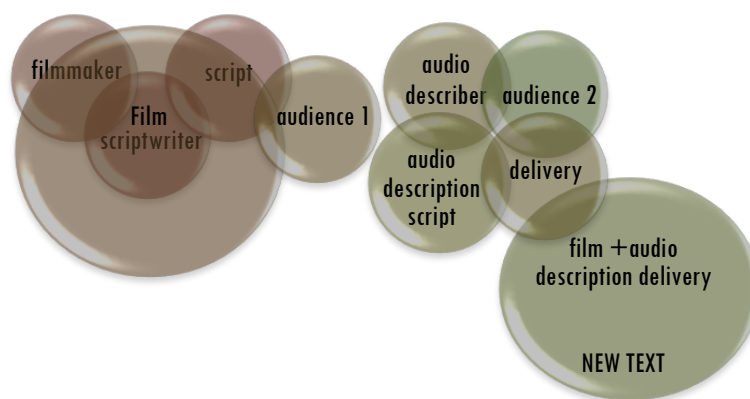 filmmaker
script
Film
scriptwriter
audience 1
audio
describer
audience 2
audio
description
script
delivery
film +audio
description delivery
NEW TEXT